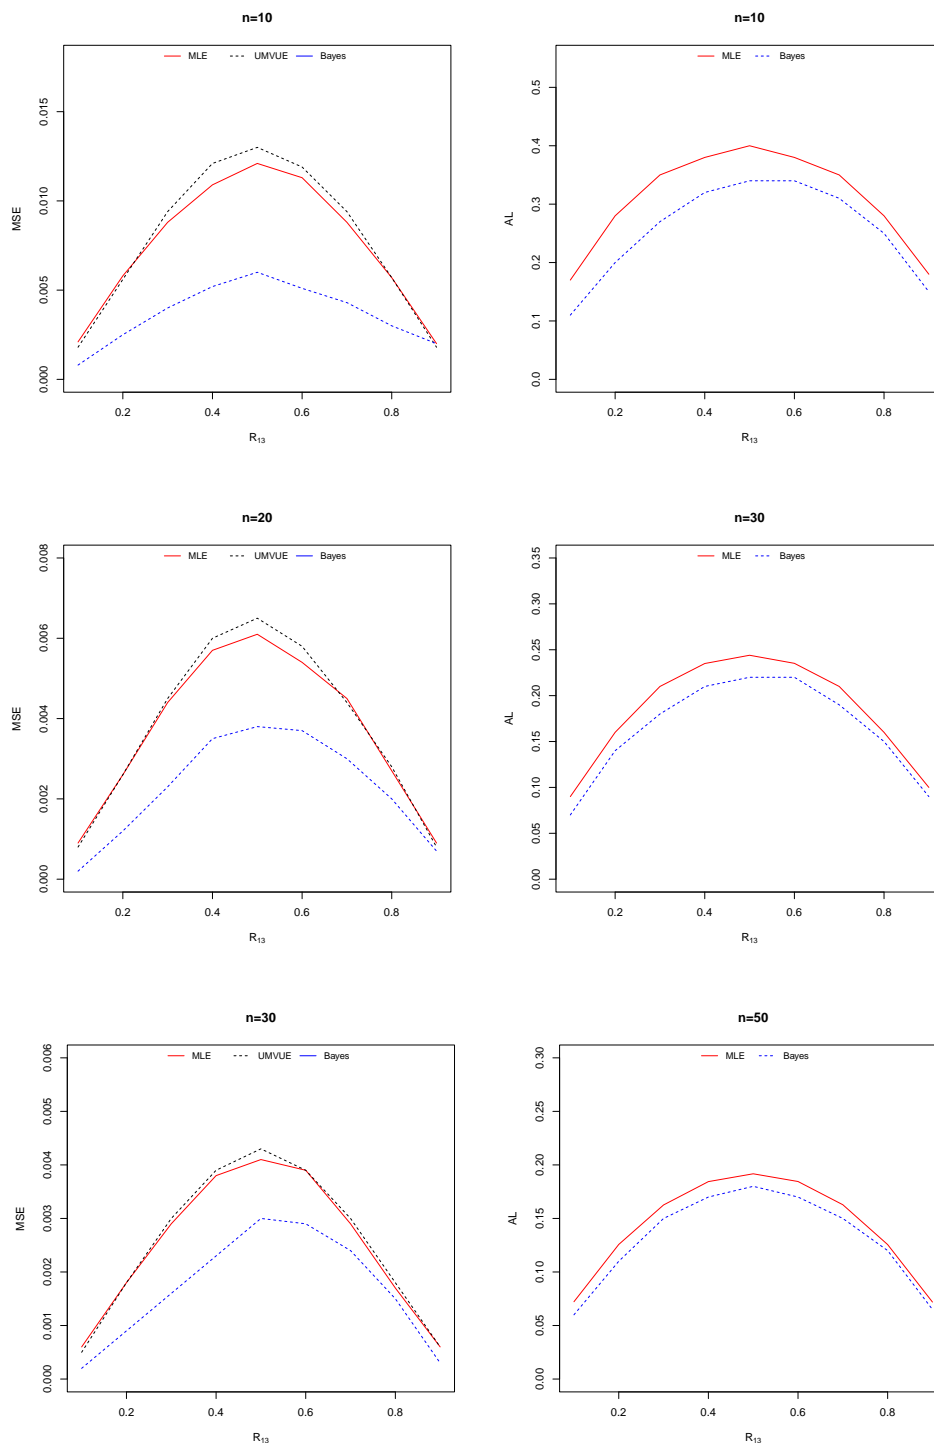 n=10
MLE UMVUE Bayes
MSE
0.015
0.010
0.005
0.000
0.2 0.4 0.6 0.8
R13
n=10
MLE Bayes
AL
0.5
0.4
0.3
0.2
0.1
0.0
0.2 0.4 0.6 0.8
R13
n=20
MLE UMVUE Bayes
MSE
0.008
0.006
0.004
0.002
0.000
0.2 0.4 0.6 0.8
R13
n=30
MLE Bayes
AL
0.35
0.30
0.25
0.20
0.15
0.10
0.05
0.00
0.2 0.4 0.6 0.8
R13
n=30
MLE UMVUE Bayes
MSE
0.006
0.005
0.004
0.003
0.002
0.001
0.000
0.2 0.4 0.6 0.8
R13
n=50
MLE Bayes
AL
0.30
0.25
0.20
0.15
0.10
0.05
0.00
0.2 0.4 0.6 0.8
R13